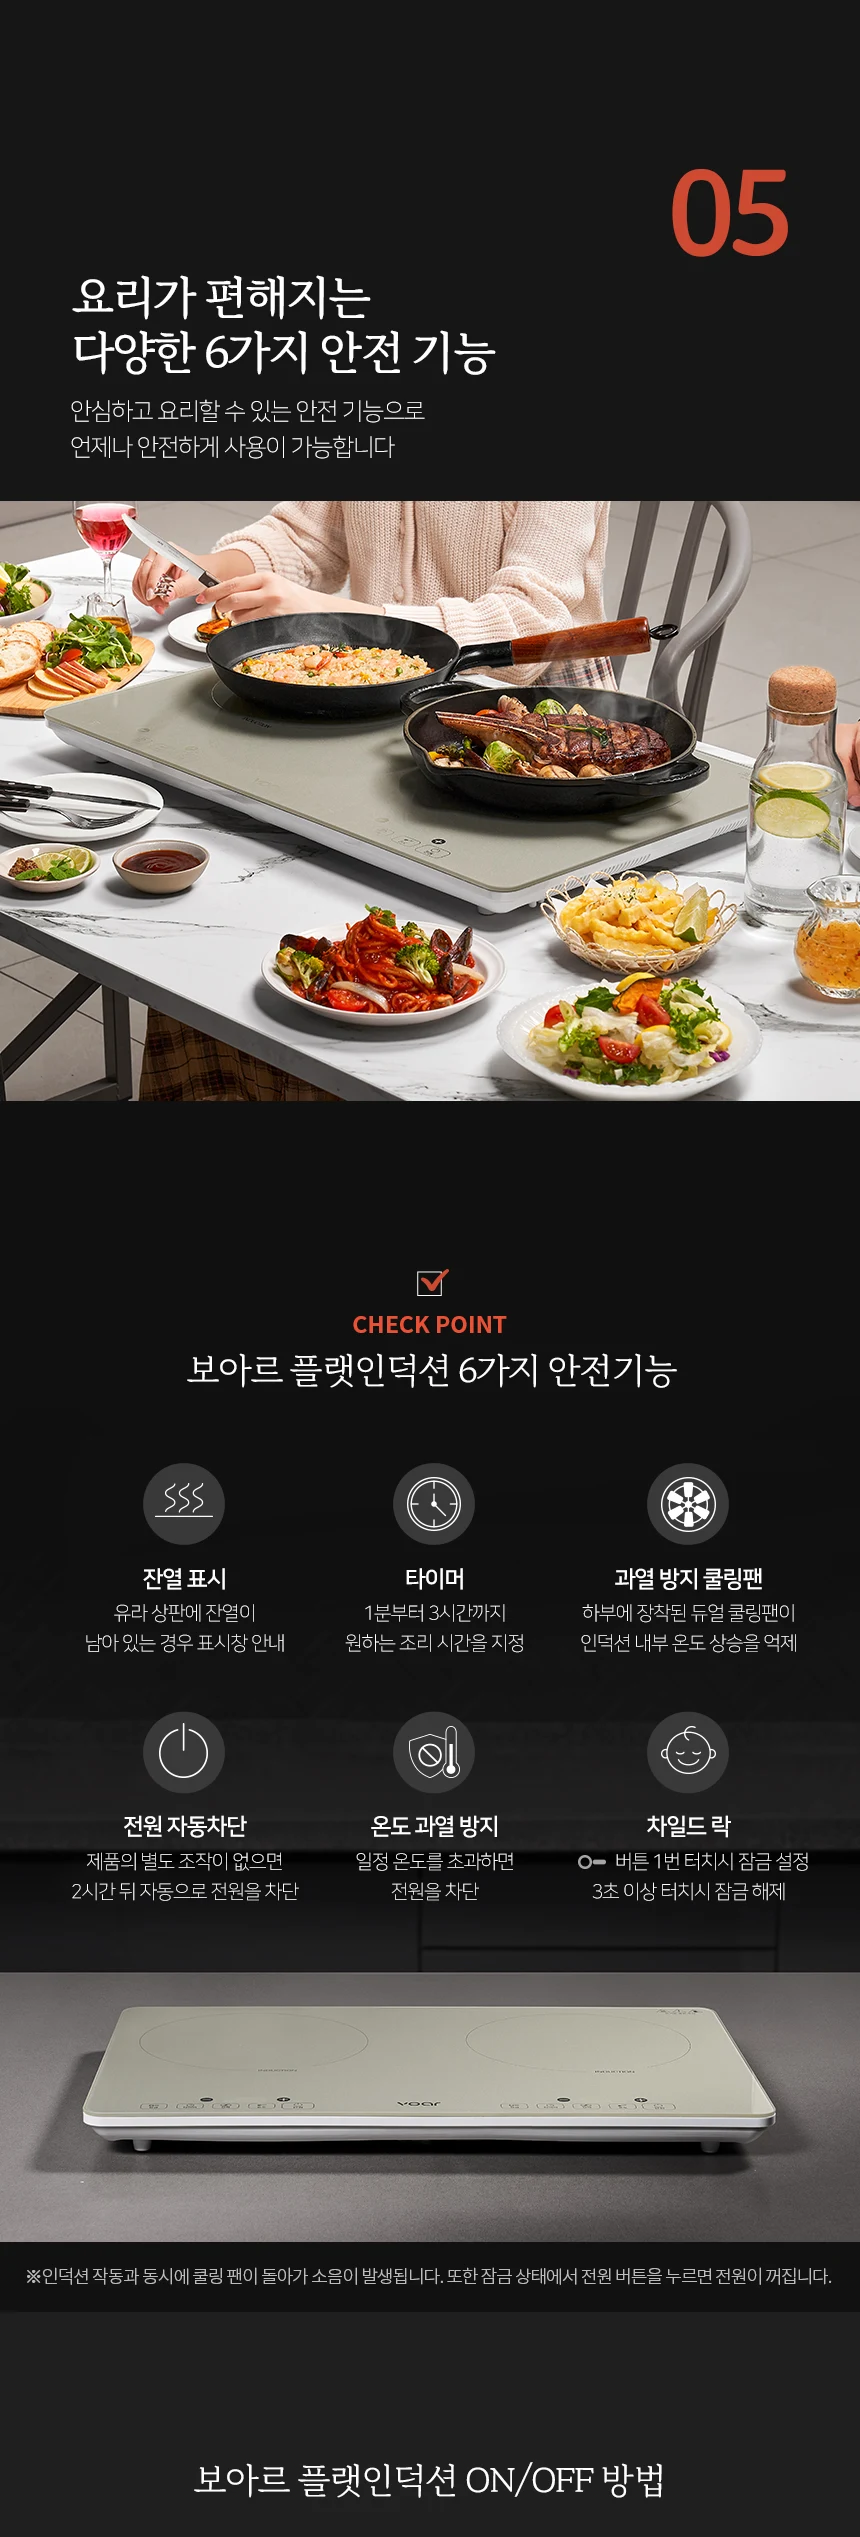 05
요리가 편해지는
다양한 6가지 안전 기능
안심하고 요리할 수 있는 안전 기능으로
언제나 안전하게 사용이 가능합니다
CHECK POINT
보아르 플랫인덕션 6가지 안전기능
잔열 표시
유라 상판에 잔열이
남아 있는 경우 표시창 안내
타이머
1분부터 3시간까지
원하는 조리 시간을 지정
과열 방지 쿨링팬
하부에 장착된 듀얼 쿨링팬이
인덕션 내부 온도 상승을 억제
전원 자동차단
제품의 별도 조작이 없으면
2시간 뒤 자동으로 전원을 차단
온도 과열 방지
일정 온도를 초과하면
전원을 차단
차일드 락
버튼 1번 터치시 잠금 설정
3초 이상 터치시 잠금 해제
voar
※인덕션 작동과 동시에 쿨링 팬이 돌아가 소음이 발생됩니다. 또한 잠금 상태에서 전원 버튼을 누르면 전원이 꺼집니다.
보아르 플랫인덕션 ON/OFF 방법